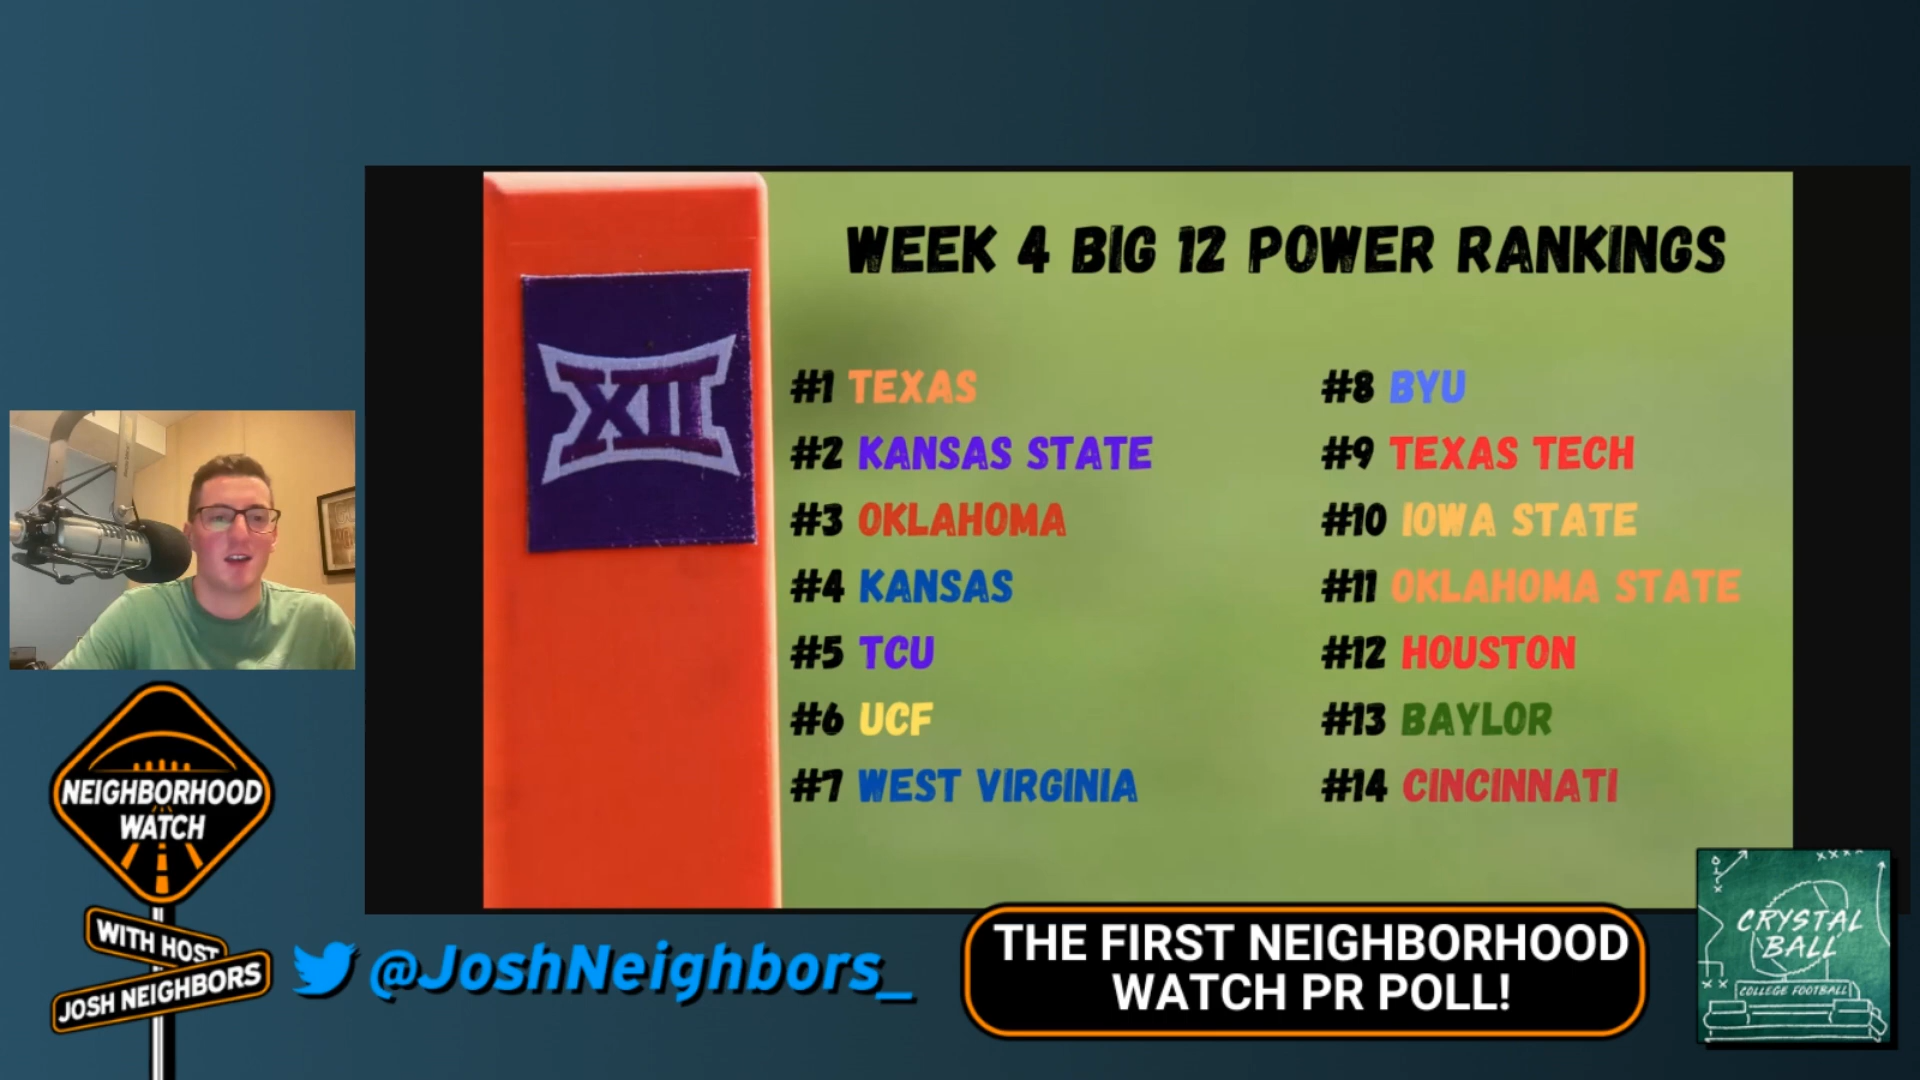 WEEK 4 BIG 12 POWER RANKINGS
XII
#1 TEXAS
#2 KANSAS STATE
#3 OKLAHOMA
#4 KANSAS
#5 TCU
#6 UCF
#7 WEST VIRGINIA
#8 BYU
#9 TEXAS TECH
#10 IOWA STATE
#11 OKLAHOMA STATE
#12 HOUSTON
#13 BAYLOR
#14 CINCINNATI
NEIGHBORHOOD
WATCH
WITH HOST
JOSH NEIGHBORS
@JoshNeighbors_
THE FIRST NEIGHBORHOOD
WATCH PR POLL!
CRYSTAL
BALL
COLLEGE FOOTBALL